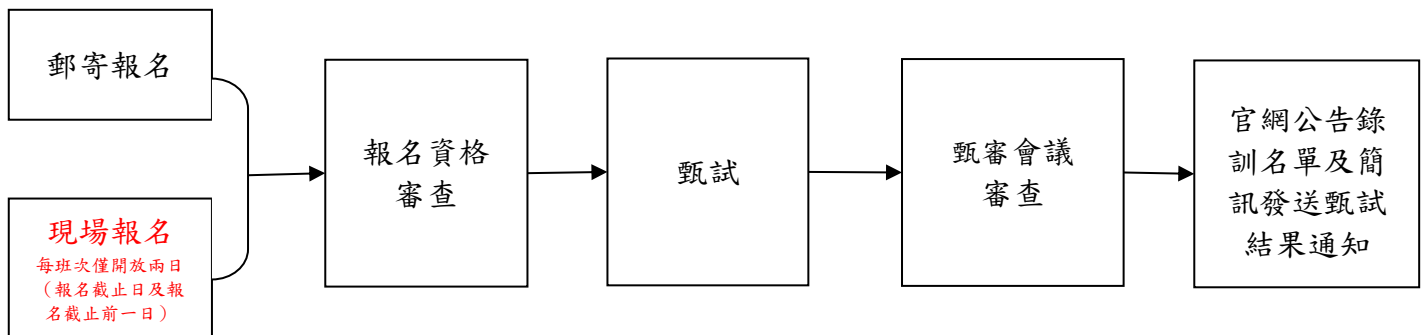 郵寄報名
現場報名
每班次僅開放兩日
（報名截止日及報
名截止前一日）
報名資格
審查
甄試
甄審會議
審查
官網公告錄
訓名單及簡
訊發送甄試
結果通知